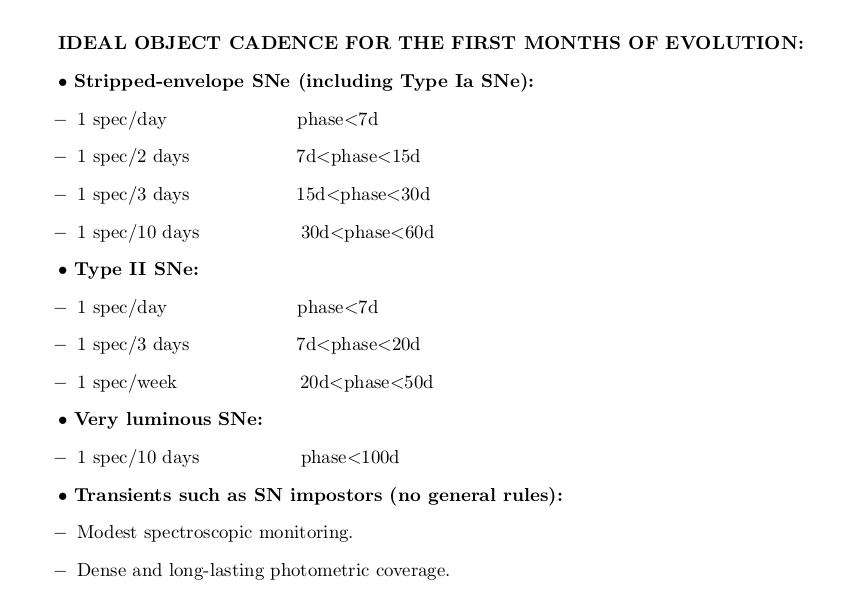 IDEAL OBJECT CADENCE FOR THE FIRST MONTHS OF EVOLUTION:
• Stripped-envelope SNe (including Type Ia SNe):
− 1 spec/day phase<7d
− 1 spec/2 days 7d<phase<15d
− 1 spec/3 days 15d<phase<30d
− 1 spec/10 days 30d<phase<60d
• Type II SNe:
− 1 spec/day phase<7d
− 1 spec/3 days 7d<phase<20d
− 1 spec/week 20d<phase<50d
• Very luminous SNe:
− 1 spec/10 days phase<100d
• Transients such as SN impostors (no general rules):
− Modest spectroscopic monitoring.
− Dense and long-lasting photometric coverage.